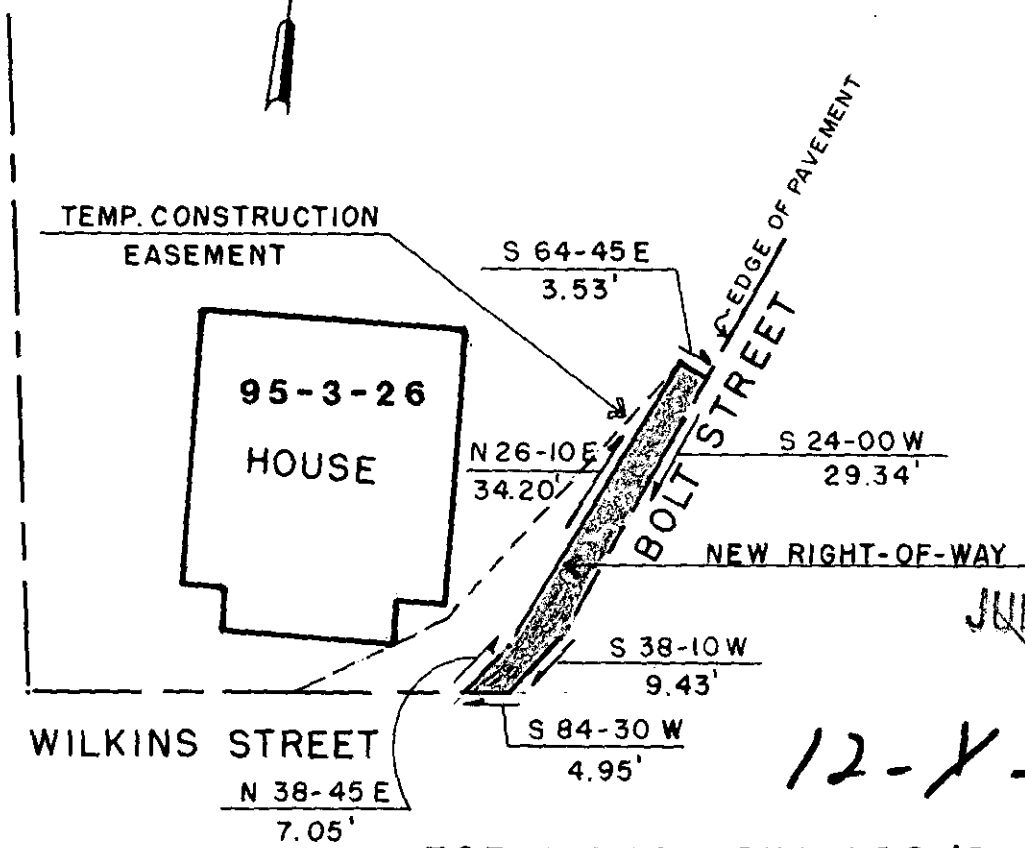 EDGE OF PAVEMENT
TEMP. CONSTRUCTION
EASEMENT
S 64-45 E
3.53'
95-3-26
HOUSE
N 26-10 E
34.20'
BOLT STREET
S 24-00 W
29.34'
NEW RIGHT-OF-WAY
S 38-10 W
9.43'
WILKINS STREET
S 84-30 W
4.95'
N 38-45 E
7.05'